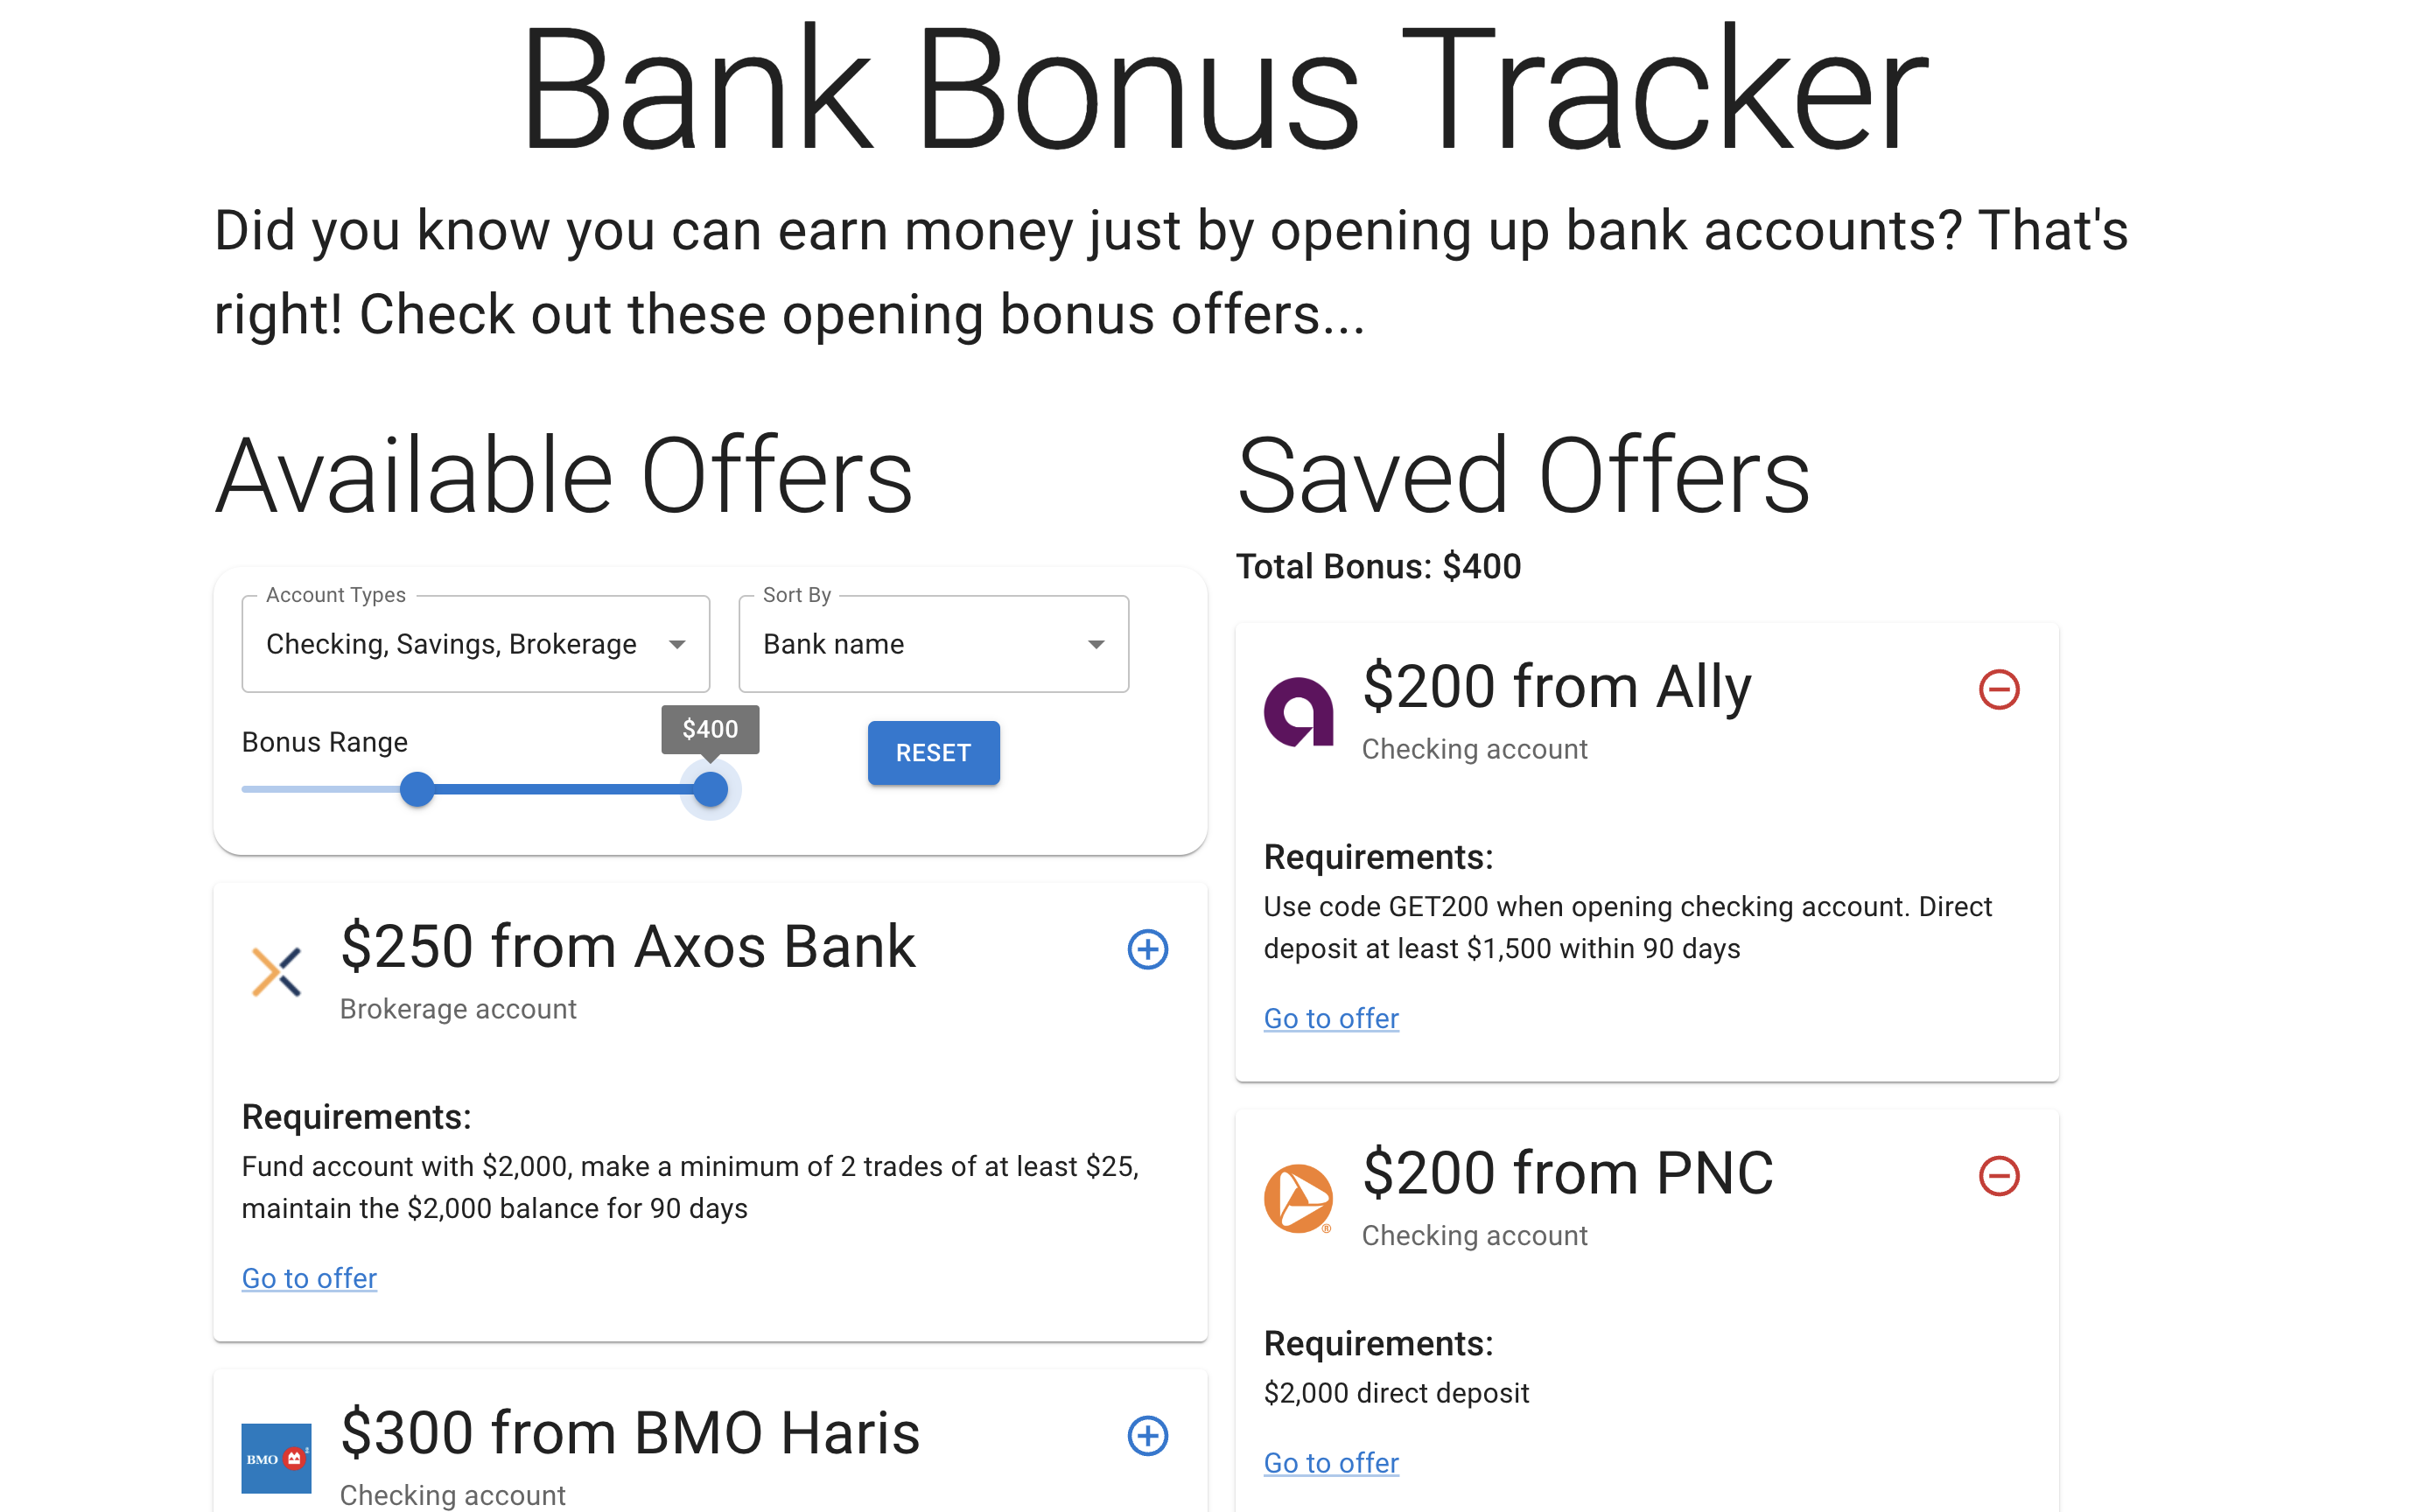 Bank Bonus Tracker
Did you know you can earn money just by opening up bank accounts? That's
right! Check out these opening bonus offers...
Available Offers
Account Types
Checking, Savings, Brokerage
Sort By
Bank name
Bonus Range
$400
RESET
$250 from Axos Bank
Brokerage account
Requirements:
Fund account with $2,000, make a minimum of 2 trades of at least $25,
maintain the $2,000 balance for 90 days
Go to offer
BMO
$300 from BMO Haris
Checking account
Saved Offers
Total Bonus: $400
$200 from Ally
Checking account
Requirements:
Use code GET200 when opening checking account. Direct
deposit at least $1,500 within 90 days
Go to offer
®
$200 from PNC
Checking account
Requirements:
$2,000 direct deposit
Go to offer